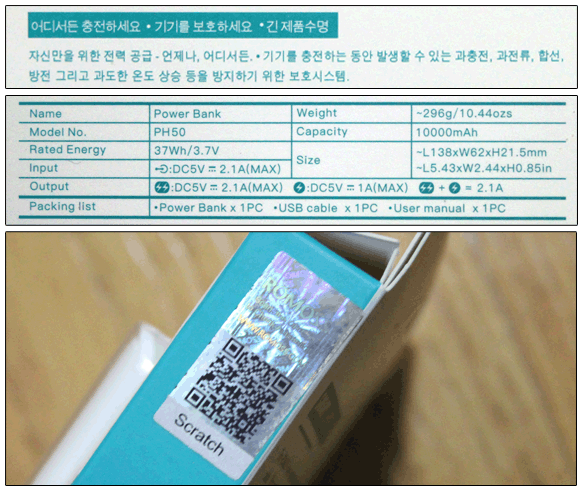 어디서든 충전하세요 • 기기를 보호하세요 • 긴 제품수명
자신만을 위한 전력 공급 - 언제나, 어디서든. • 기기를 충전하는 동안 발생할 수 있는 과충전, 과전류, 합선,
방전 그리고 과도한 온도 상승 등을 방지하기 위한 보호시스템.
Name Power Bank Weight ~296g/10.44ozs
Model No. PH50 Capacity 10000mAh
Rated Energy 37Wh/3.7V Size ~L138xW62xH21.5mm
Input :DC5V ⎓ 2.1A(MAX) ~L5.43xW2.44xH0.85in
Output :DC5V ⎓ 2.1A(MAX) :DC5V ⎓ 1A(MAX) + = 2.1A
Packing list •Power Bank x 1PC •USB cable x 1PC •User manual x 1PC
Scratch